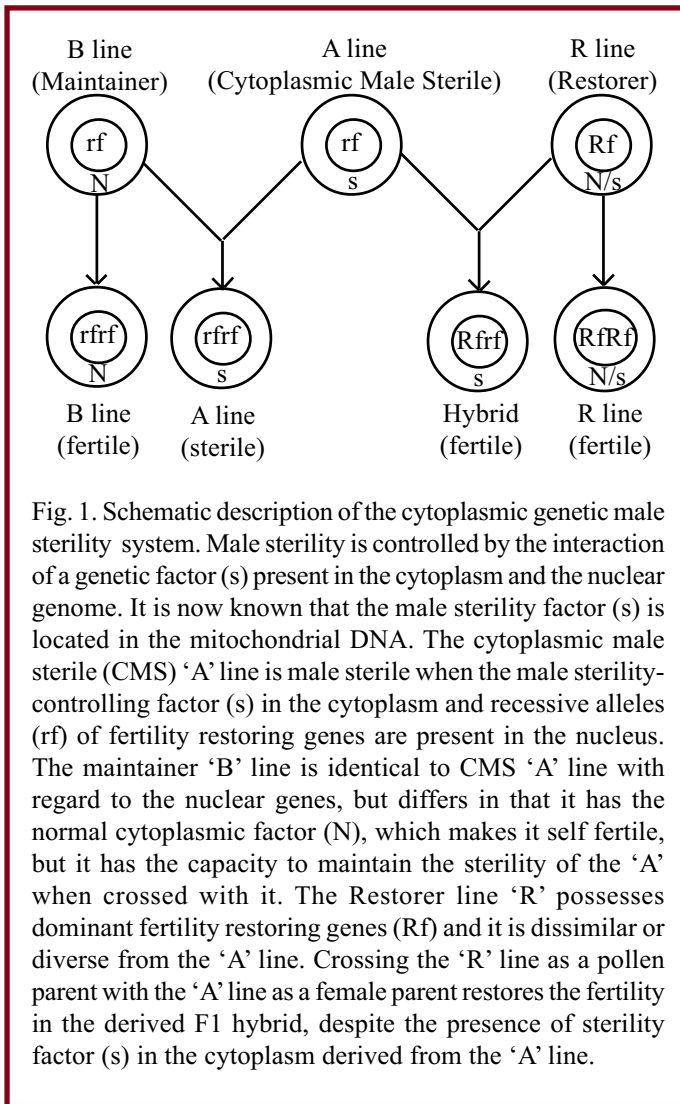 B line
(Maintainer)
A line
(Cytoplasmic Male Sterile)
R line
(Restorer)
rf
N
rf
s
Rf
N/s
rfrf
N
rfrf
s
Rfrf
s
RfRf
N/s
B line
(fertile)
A line
(sterile)
Hybrid
(fertile)
R line
(fertile)
Fig. 1. Schematic description of the cytoplasmic genetic male
sterility system. Male sterility is controlled by the interaction
of a genetic factor (s) present in the cytoplasm and the nuclear
genome. It is now known that the male sterility factor (s) is
located in the mitochondrial DNA. The cytoplasmic male
sterile (CMS) ‘A’ line is male sterile when the male sterility-
controlling factor (s) in the cytoplasm and recessive alleles
(rf) of fertility restoring genes are present in the nucleus.
The maintainer ‘B’ line is identical to CMS ‘A’ line with
regard to the nuclear genes, but differs in that it has the
normal cytoplasmic factor (N), which makes it self fertile,
but it has the capacity to maintain the sterility of the ‘A’
when crossed with it. The Restorer line ‘R’ possesses
dominant fertility restoring genes (Rf) and it is dissimilar or
diverse from the ‘A’ line. Crossing the ‘R’ line as a pollen
parent with the ‘A’ line as a female parent restores the fertility
in the derived F1 hybrid, despite the presence of sterility
factor (s) in the cytoplasm derived from the ‘A’ line.